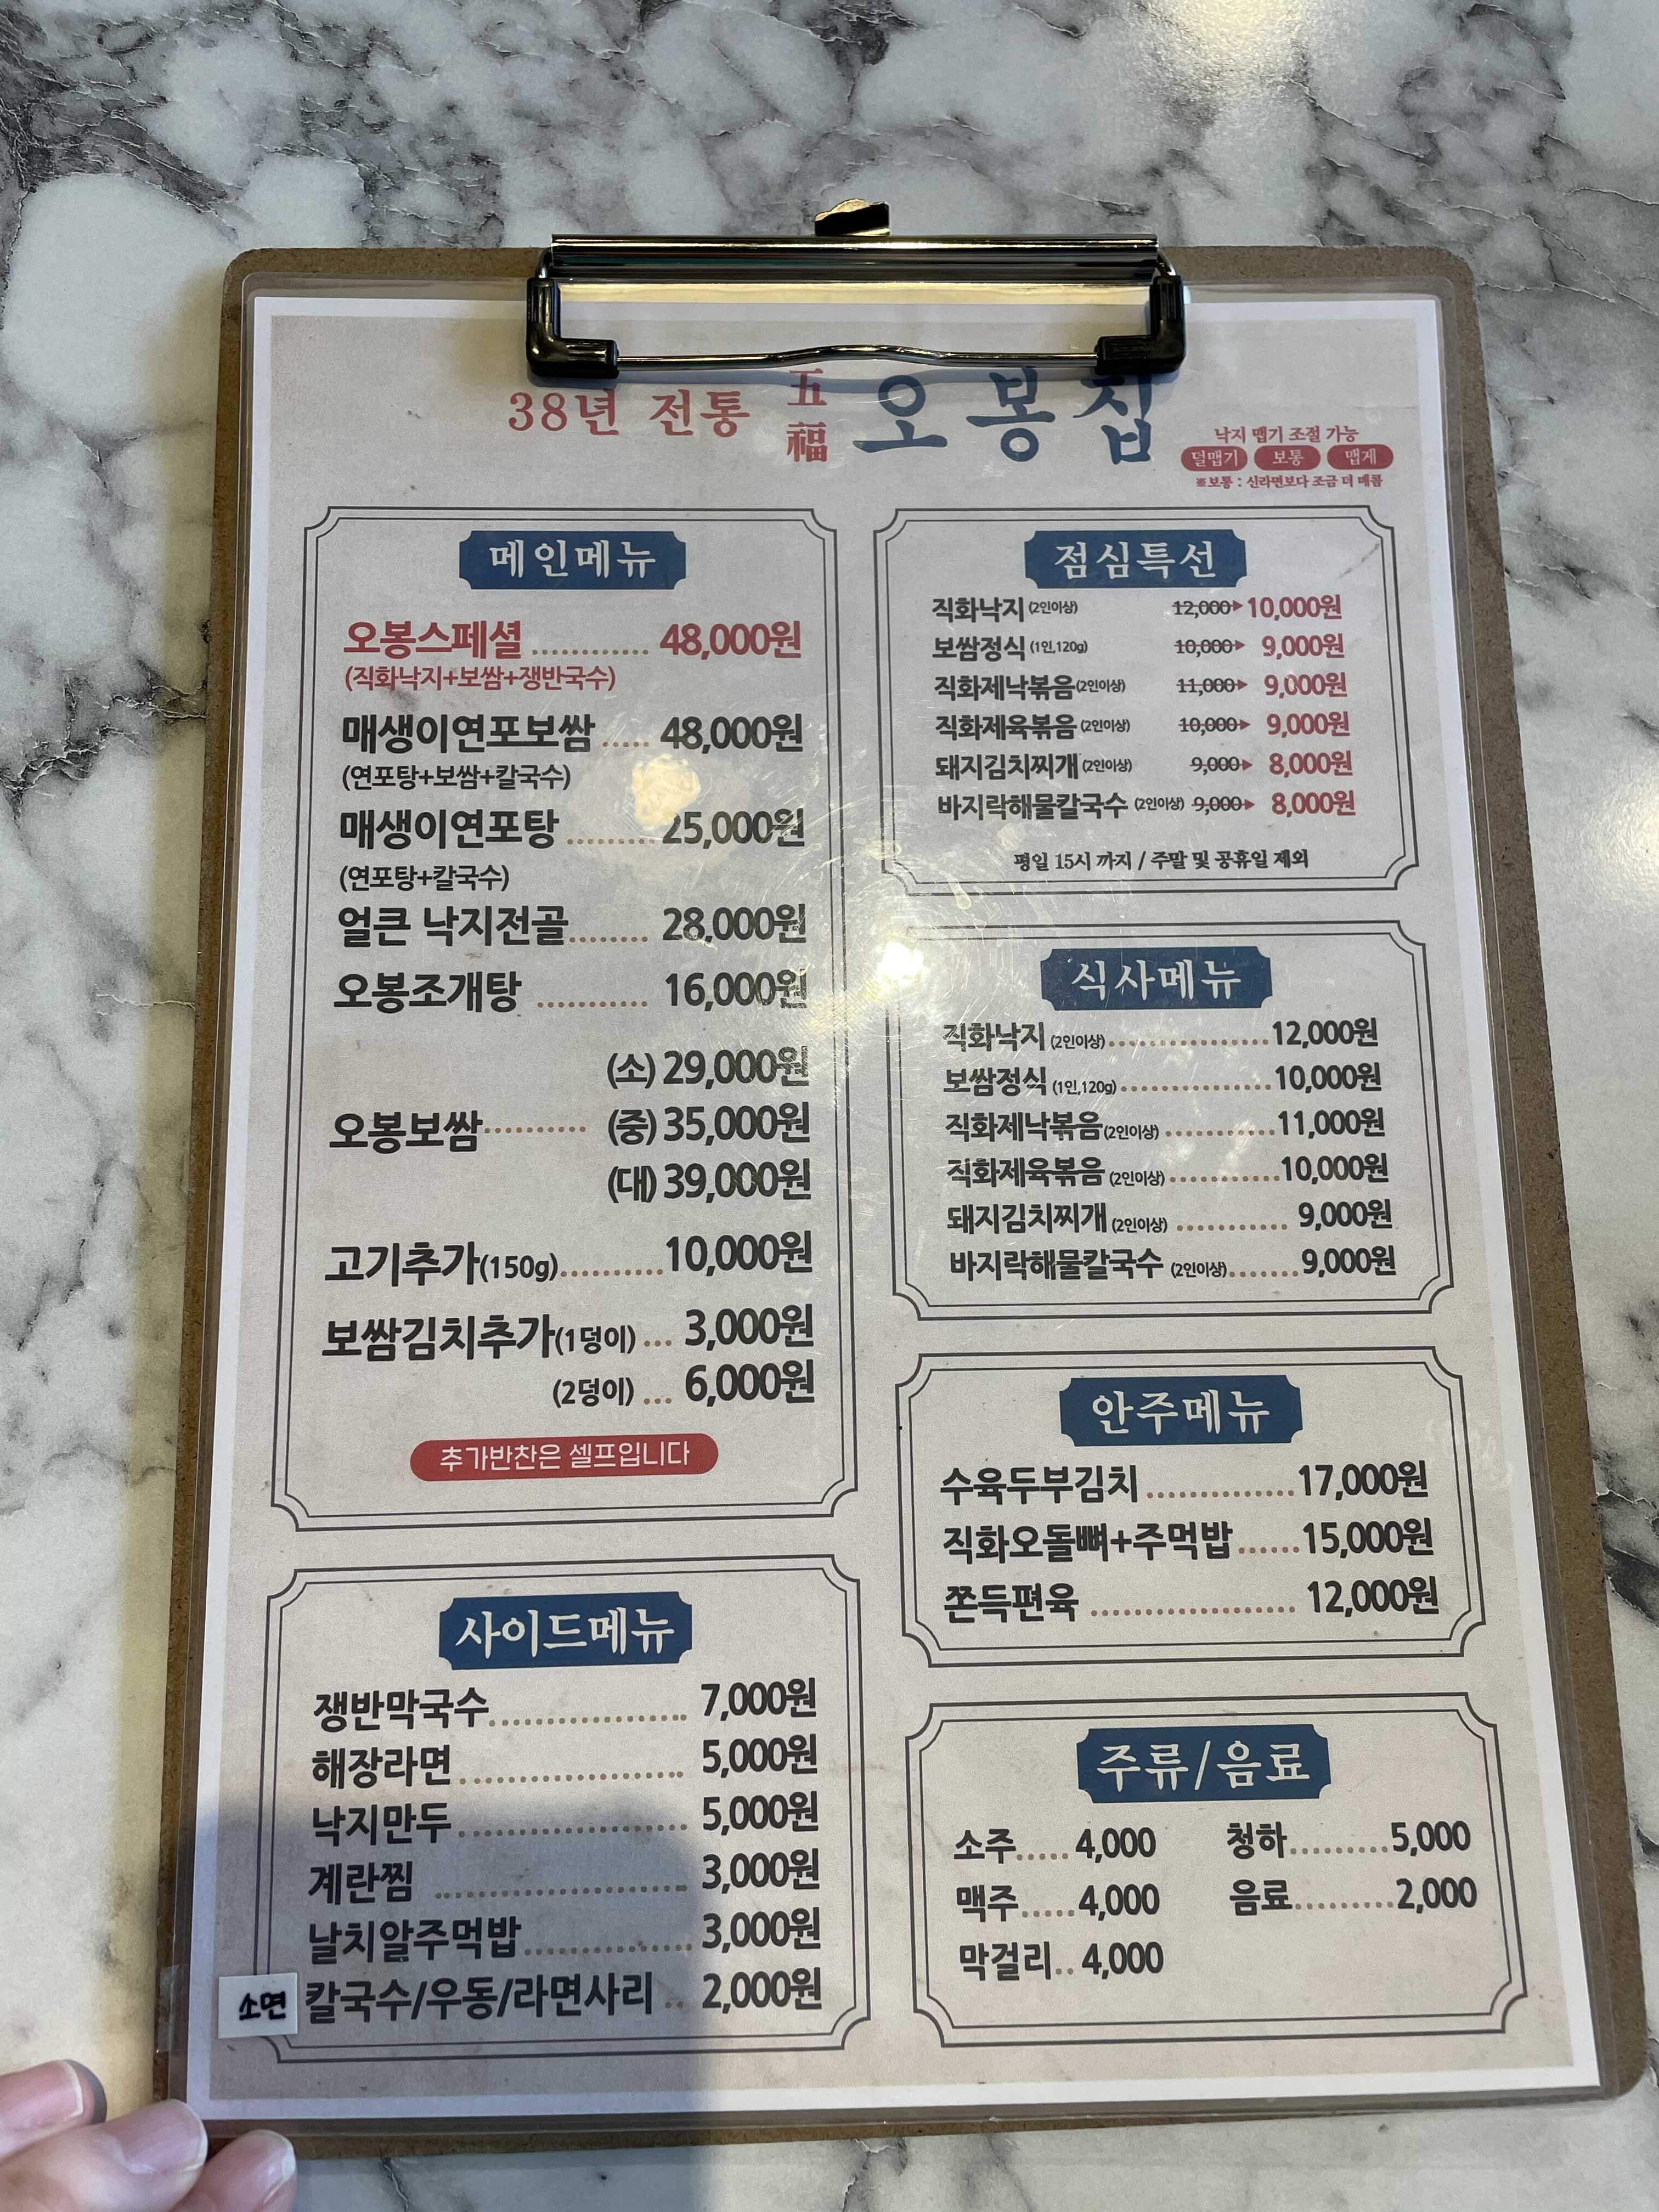 38년 전통 五福 오봉집
낙지 맵기 조절 가능
덜맵기 보통 맵게
※보통 : 신라면보다 조금 더 매콤
메인메뉴
오봉스페셜 ............ 48,000원
(직화낙지+보쌈+쟁반국수)
매생이연포보쌈 ..... 48,000원
(연포탕+보쌈+칼국수)
매생이연포탕 ......... 25,000원
(연포탕+칼국수)
얼큰 낙지전골........ 28,000원
오봉조개탕 ........... 16,000원
(소) 29,000원
오봉보쌈.......... (중) 35,000원
(대) 39,000원
고기추가(150g)..........10,000원
보쌈김치추가(1덩이) ... 3,000원
(2덩이) ... 6,000원
추가반찬은 셀프입니다
사이드메뉴
쟁반막국수.................... 7,000원
해장라면....................... 5,000원
낙지만두....................... 5,000원
계란찜 ......................... 3,000원
날치알주먹밥................. 3,000원
소면 칼국수/우동/라면사리 .. 2,000원
점심특선
직화낙지 (2인이상) 12,000▶10,000원
보쌈정식 (1인,120g) 10,000▶ 9,000원
직화제낙볶음(2인이상) 11,000▶ 9,000원
직화제육볶음 (2인이상) 10,000▶ 9,000원
돼지김치찌개 (2인이상) 9,000▶ 8,000원
바지락해물칼국수 (2인이상) 9,000▶ 8,000원
평일 15시 까지 / 주말 및 공휴일 제외
식사메뉴
직화낙지 (2인이상)................12,000원
보쌈정식 (1인,120g)...............10,000원
직화제낙볶음(2인이상) ...........11,000원
직화제육볶음 (2인이상)...........10,000원
돼지김치찌개 (2인이상) ........... 9,000원
바지락해물칼국수 (2인이상).......9,000원
안주메뉴
수육두부김치 ...............17,000원
직화오돌뼈+주먹밥......15,000원
쫀득편육 .................... 12,000원
주류/음료
소주..... 4,000 청하..........5,000
맥주.....4,000 음료..........2,000
막걸리.. 4,000